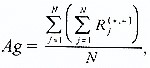 Ag = \frac{\sum_{j=1}^{N} \left( \sum_{j=1}^{N} R_j \right)}{N},